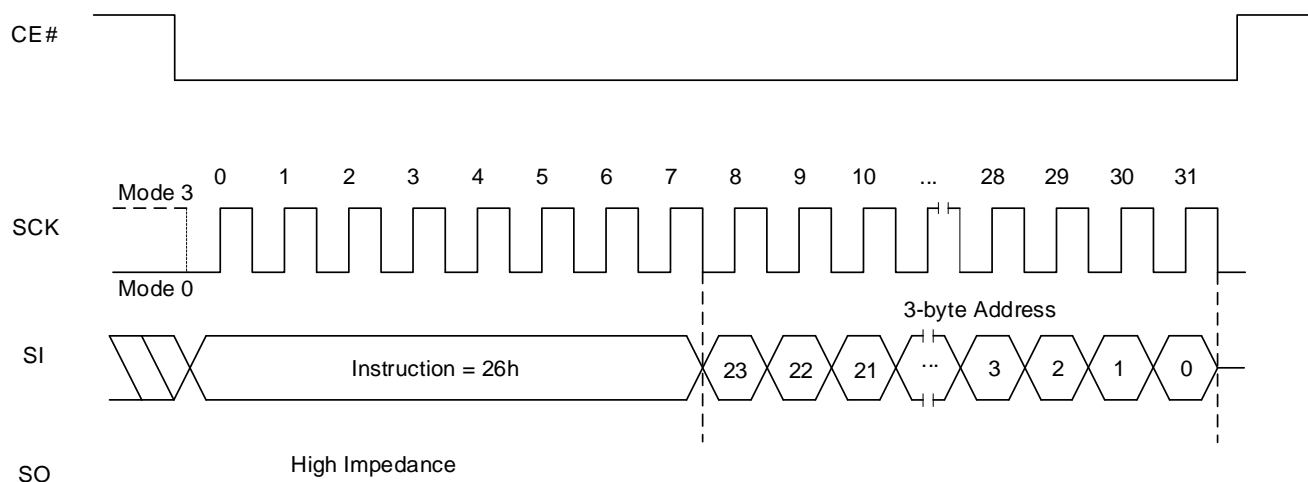 CE#
0 1 2 3 4 5 6 7 8 9 10 ... 28 29 30 31
Mode 3
SCK
Mode 0
3-byte Address
SI
Instruction = 26h
23 22 21 ... 3 2 1 0
High Impedance
SO